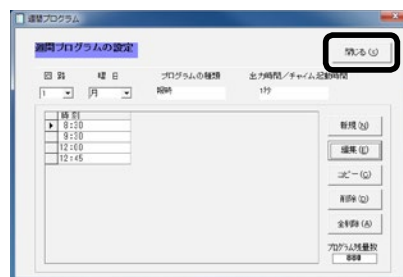 週間プログラム
週間プログラムの設定
閉じる(S)
回路 曜日 プログラムの種類 出力時間／チャイム起動時間
1 月 報時 1秒
時刻
8:30
9:30
12:00
12:45
新規(N)
編集(E)
コピー(C)
削除(D)
全削除(A)
プログラム残量数